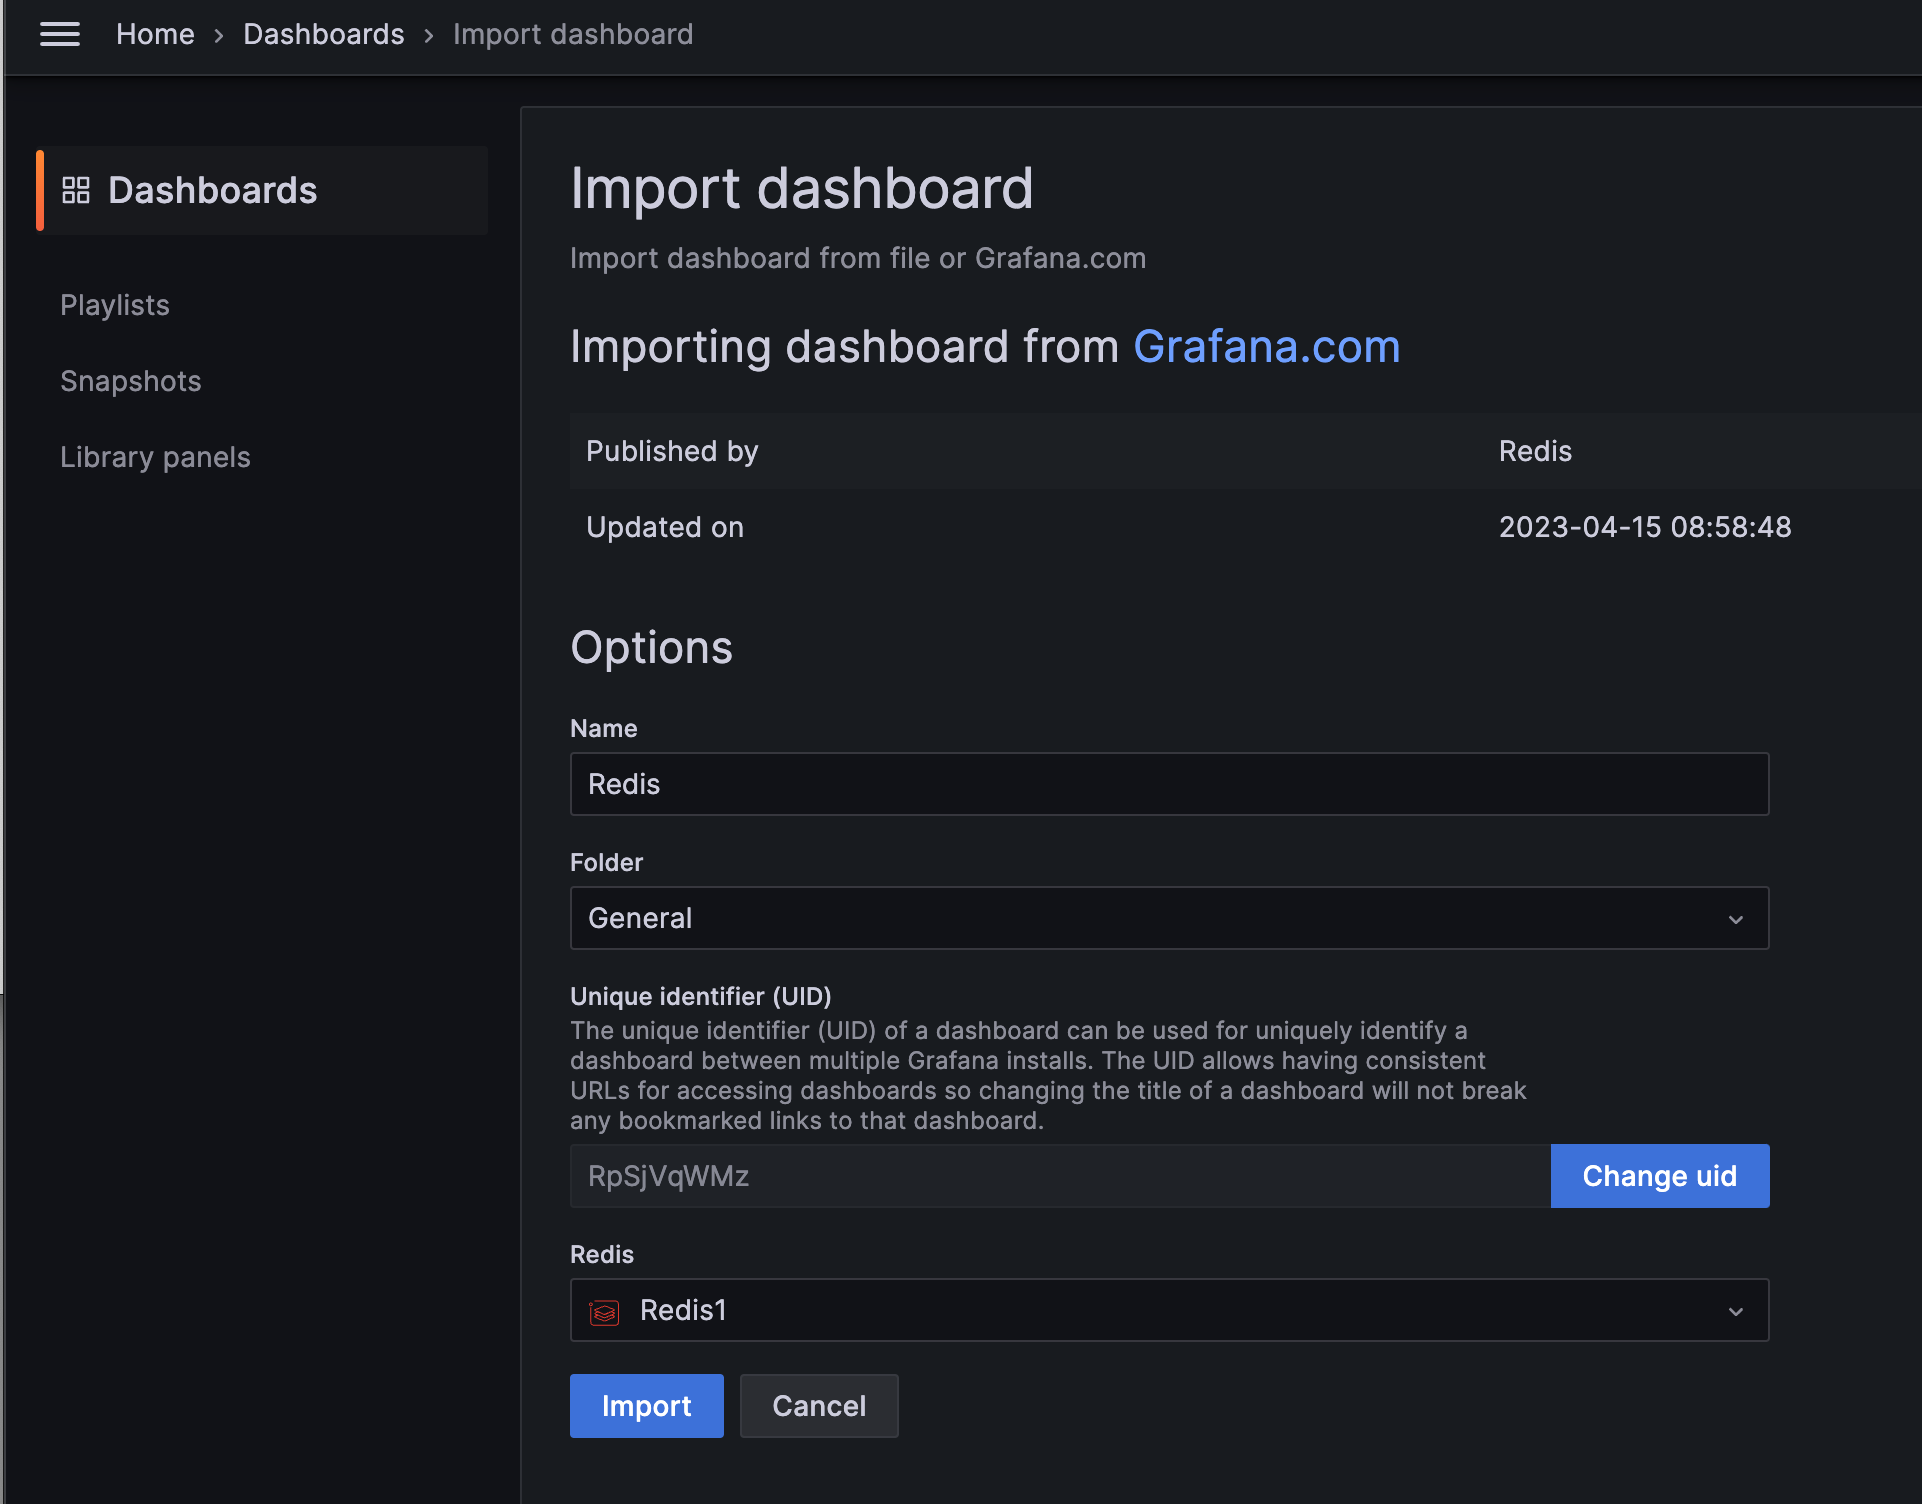 Home › Dashboards › Import dashboard
Dashboards
Playlists
Snapshots
Library panels
Import dashboard
Import dashboard from file or Grafana.com
Importing dashboard from Grafana.com
Published by Redis
Updated on 2023-04-15 08:58:48
Options
Name
Redis
Folder
General
Unique identifier (UID)
The unique identifier (UID) of a dashboard can be used for uniquely identify a
dashboard between multiple Grafana installs. The UID allows having consistent
URLs for accessing dashboards so changing the title of a dashboard will not break
any bookmarked links to that dashboard.
RpSjVqWMz Change uid
Redis
Redis1
Import Cancel